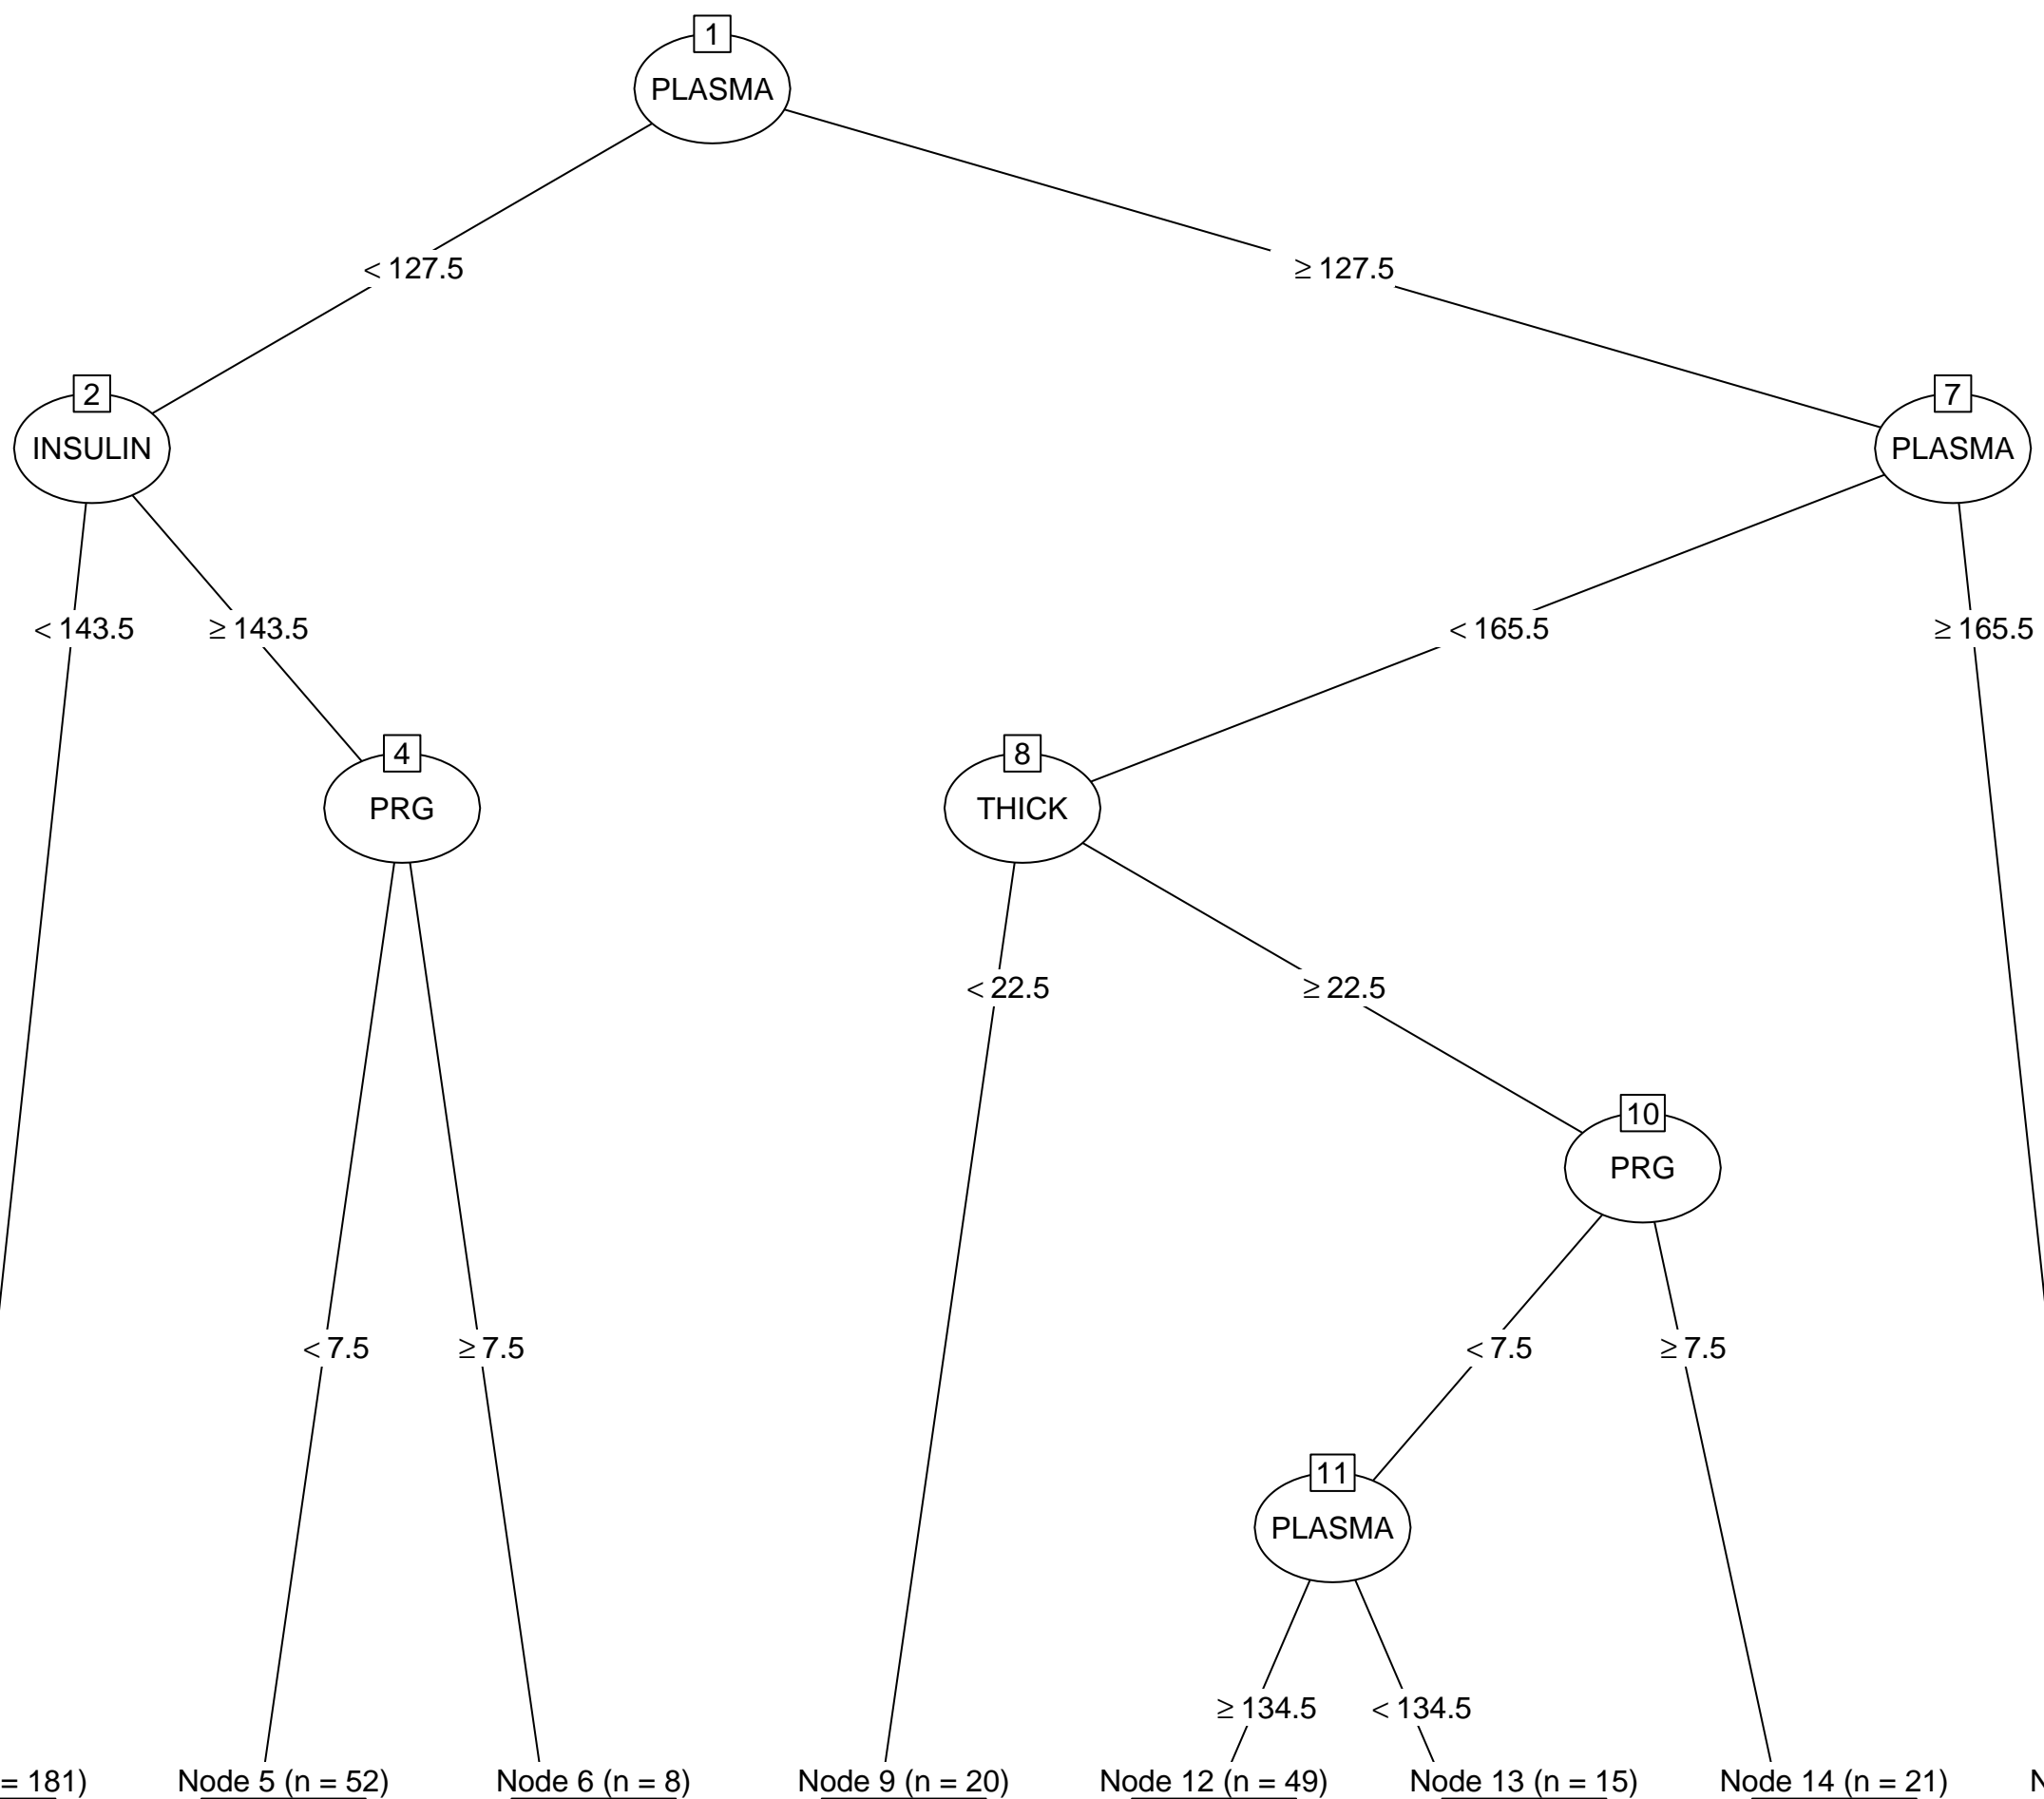 1
PLASMA
< 127.5
≥ 127.5
2
INSULIN
7
PLASMA
< 143.5
≥ 143.5
< 165.5
≥ 165.5
4
PRG
8
THICK
< 22.5
≥ 22.5
10
PRG
< 7.5
≥ 7.5
< 7.5
≥ 7.5
11
PLASMA
≥ 134.5
< 134.5
= 181)
Node 5 (n = 52)
Node 6 (n = 8)
Node 9 (n = 20)
Node 12 (n = 49)
Node 13 (n = 15)
Node 14 (n = 21)